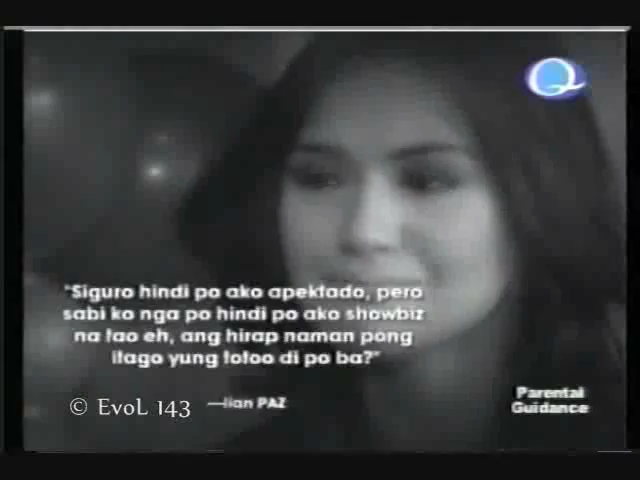 Q
"Siguro hindi po ako apektado, pero
sabi ko nga po hindi po ako showbiz
na tao eh, ang hirap naman pong
itago yung totoo di po ba?"
—Iian PAZ
© EvoL 143
Parental
Guidance